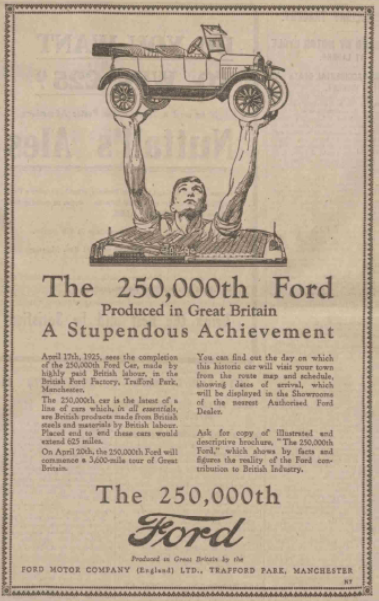 The 250,000th Ford
Produced in Great Britain
A Stupendous Achievement
April 17th, 1925, sees the completion
of the 250,000th Ford Car, made by
highly paid British labour, in the
British Ford Factory, Trafford Park,
Manchester.
The 250,000th car is the latest of a
line of cars which, in all essentials,
are British products made from British
steels and materials by British labour.
Placed end to end these cars would
extend 625 miles.
On April 20th, the 250,000th Ford will
commence a 3,600-mile tour of Great
Britain.
You can find out the day on which
this historic car will visit your town
from the route map and schedule,
showing dates of arrival, which
will be displayed in the Showrooms
of the nearest Authorised Ford
Dealer.
Ask for copy of illustrated and
descriptive brochure, "The 250,000th
Ford," which shows by facts and
figures the reality of the Ford con-
tribution to British Industry.
The 250,000th
Ford
Produced in Great Britain by the
FORD MOTOR COMPANY (England) LTD., TRAFFORD PARK, MANCHESTER